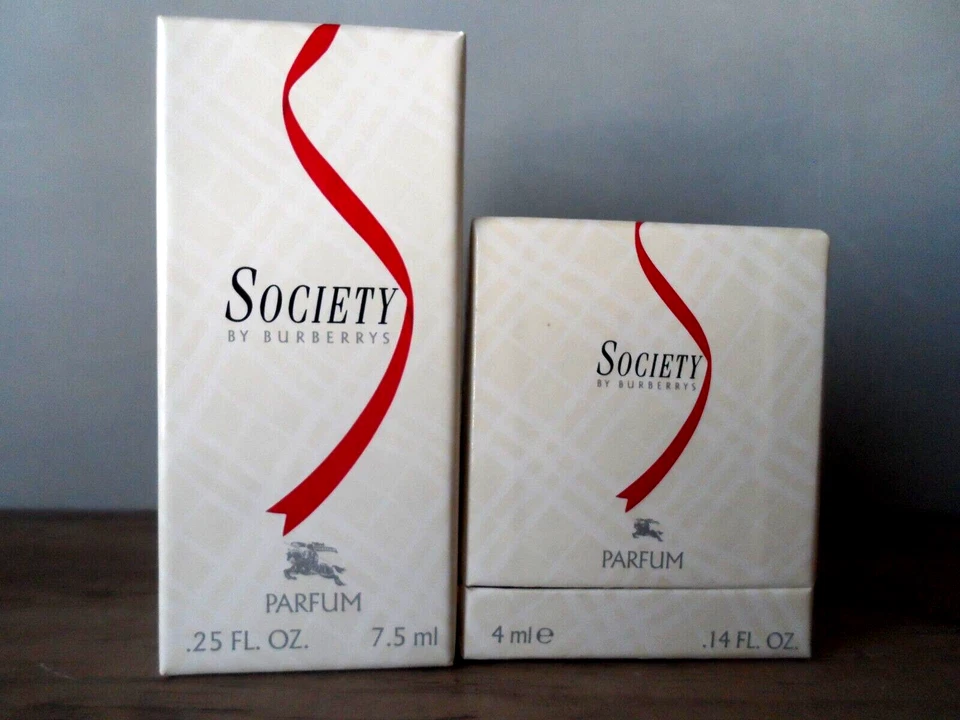 SOCIETY
BY BURBERRYS
PARFUM
.25 FL. OZ. 7.5 ml
SOCIETY
BY BURBERRYS
PARFUM
4 ml e .14 FL. OZ.